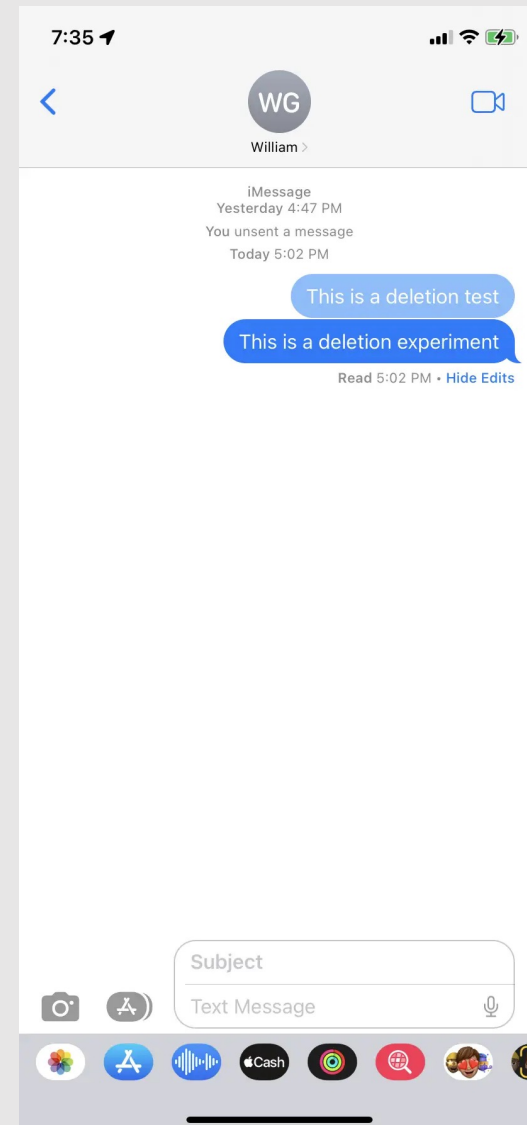 7:35
WG
William
iMessage
Yesterday 4:47 PM
You unsent a message
Today 5:02 PM
This is a deletion test
This is a deletion experiment
Read 5:02 PM • Hide Edits
Subject
Text Message
Cash